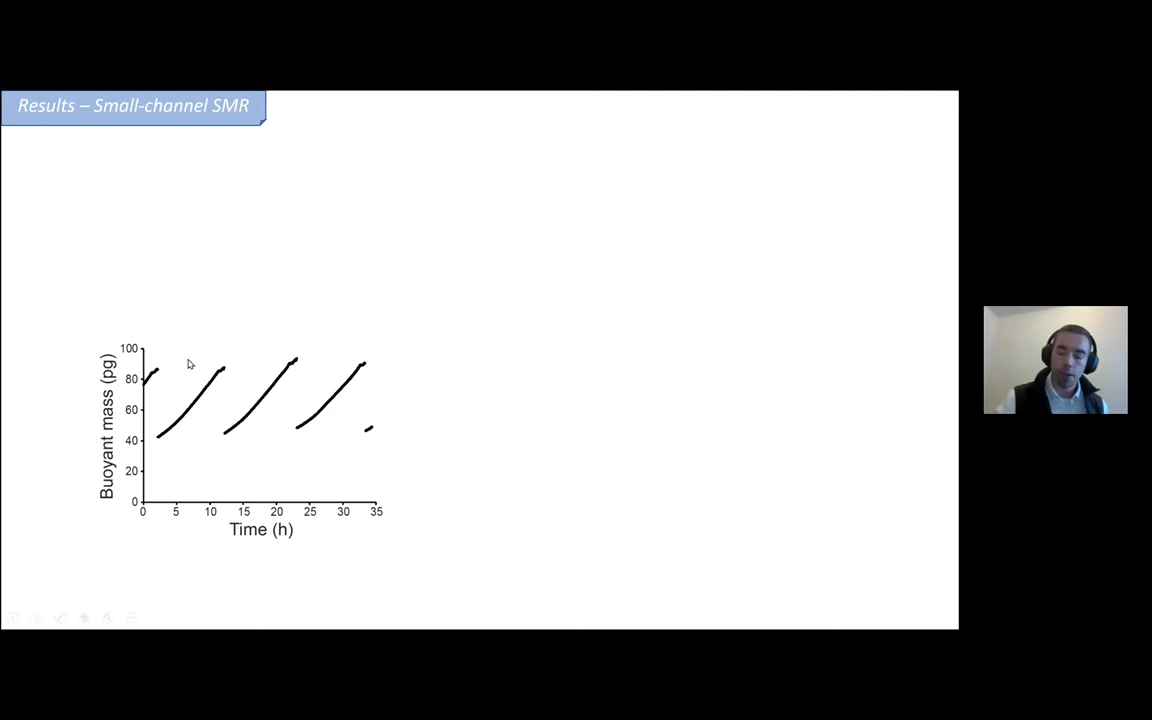 Results – Small-channel SMR
Buoyant mass (pg)
100
80
60
40
20
0
0 5 10 15 20 25 30 35
Time (h)